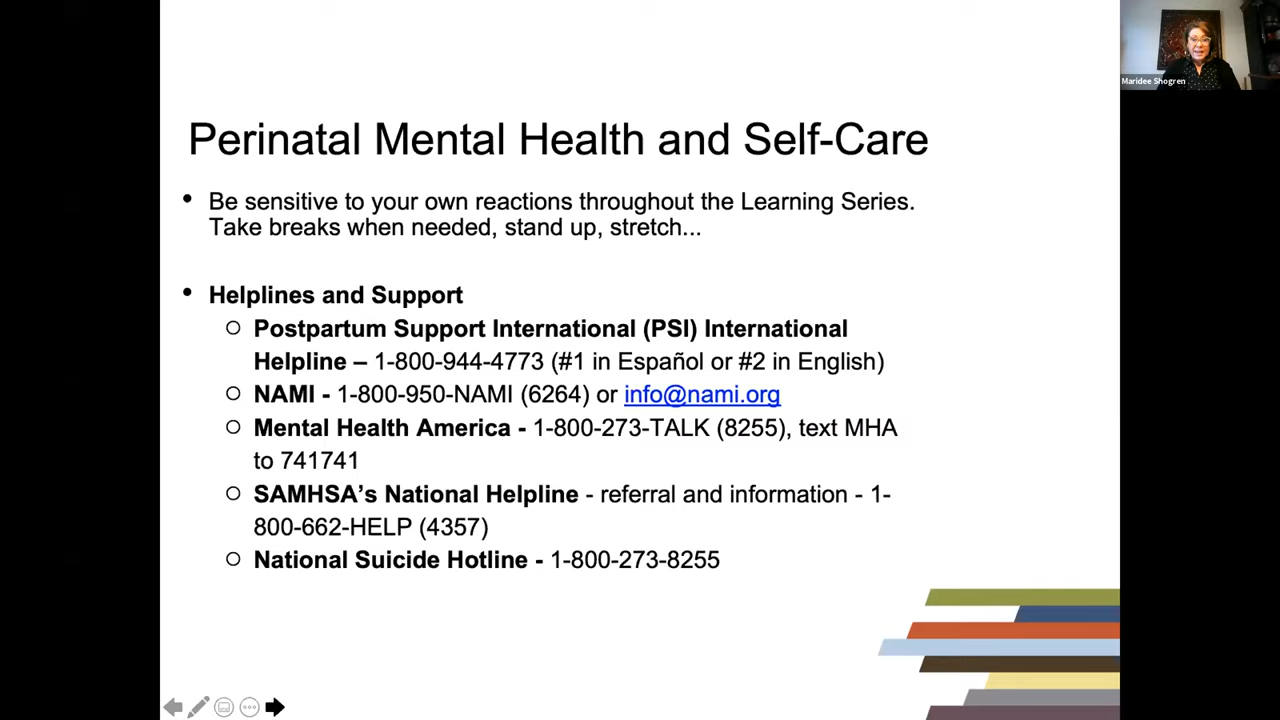 Maridee Shogren
Perinatal Mental Health and Self-Care
• Be sensitive to your own reactions throughout the Learning Series.
Take breaks when needed, stand up, stretch...
• Helplines and Support
○ Postpartum Support International (PSI) International
Helpline – 1-800-944-4773 (#1 in Español or #2 in English)
○ NAMI - 1-800-950-NAMI (6264) or info@nami.org
○ Mental Health America - 1-800-273-TALK (8255), text MHA
to 741741
○ SAMHSA’s National Helpline - referral and information - 1-
800-662-HELP (4357)
○ National Suicide Hotline - 1-800-273-8255